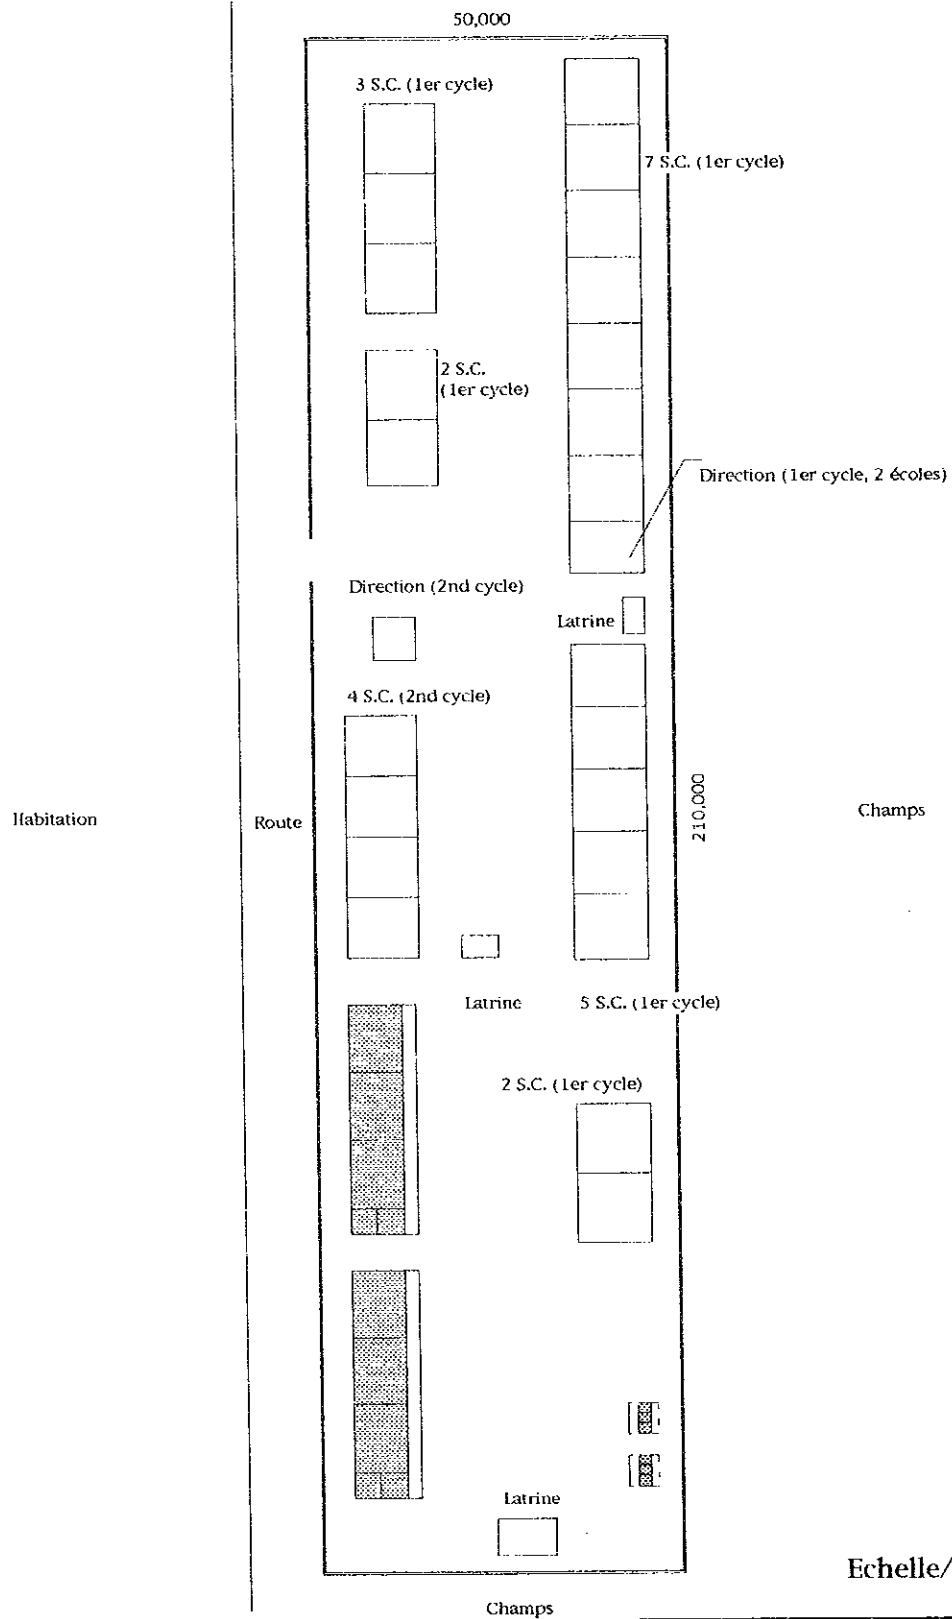 50,000
3 S.C. (1er cycle)
7 S.C. (1er cycle)
2 S.C.
(1er cycle)
Direction (1er cycle, 2 écoles)
Direction (2nd cycle)
Latrine
4 S.C. (2nd cycle)
210,000
Habitation
Route
Champs
Latrine
5 S.C. (1er cycle)
2 S.C. (1er cycle)
Latrine
Echelle/
Champs